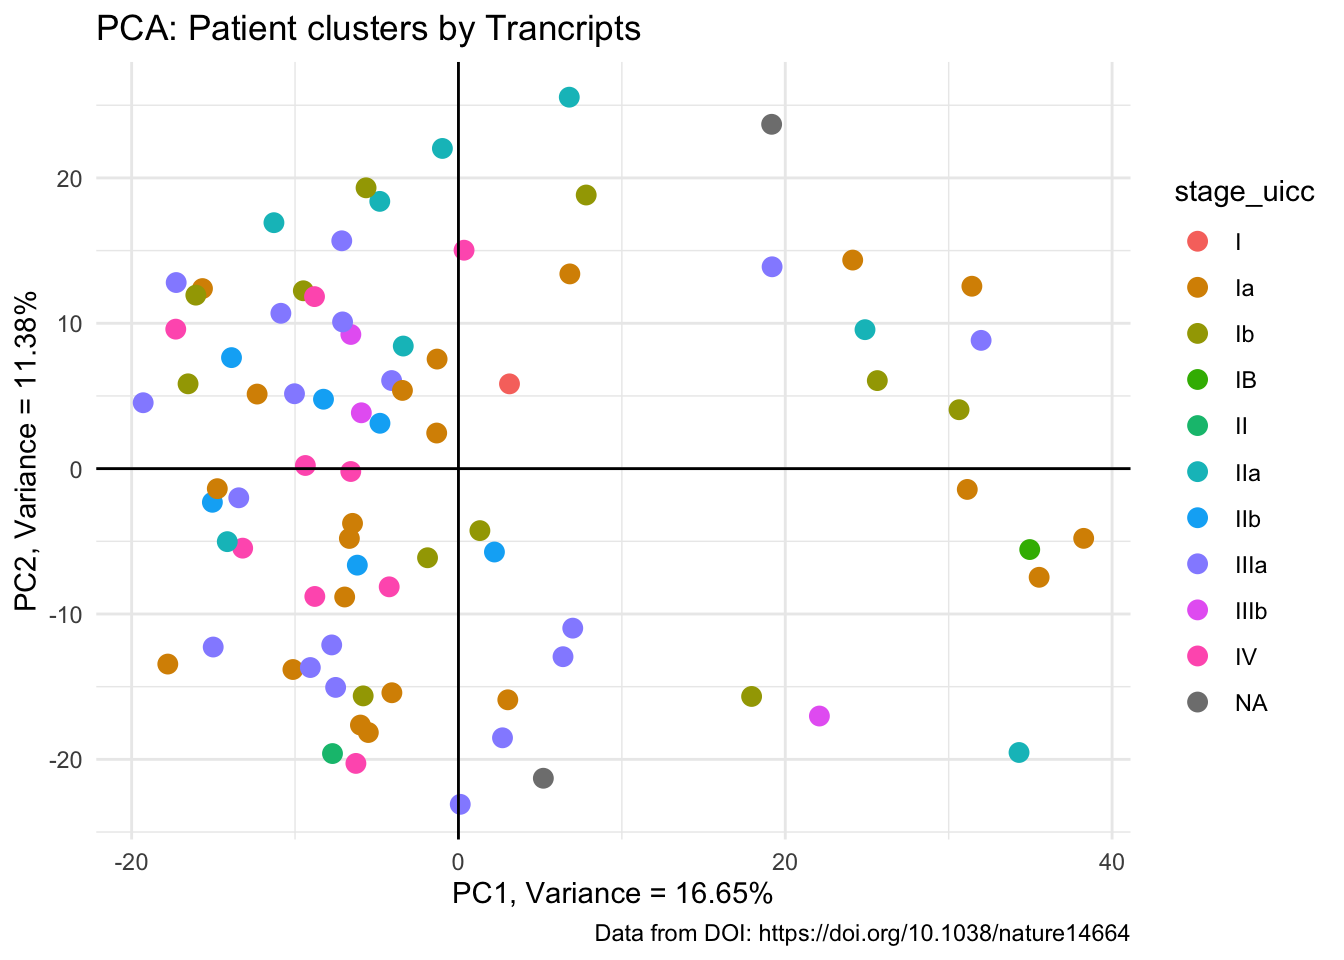 PCA: Patient clusters by Trancripts
PC2, Variance = 11.38%
20
10
0
-10
-20
-20
0
20
40
PC1, Variance = 16.65%
Data from DOI: https://doi.org/10.1038/nature14664
stage_uicc
I
Ia
Ib
IB
II
IIa
IIb
IIIa
IIIb
IV
NA